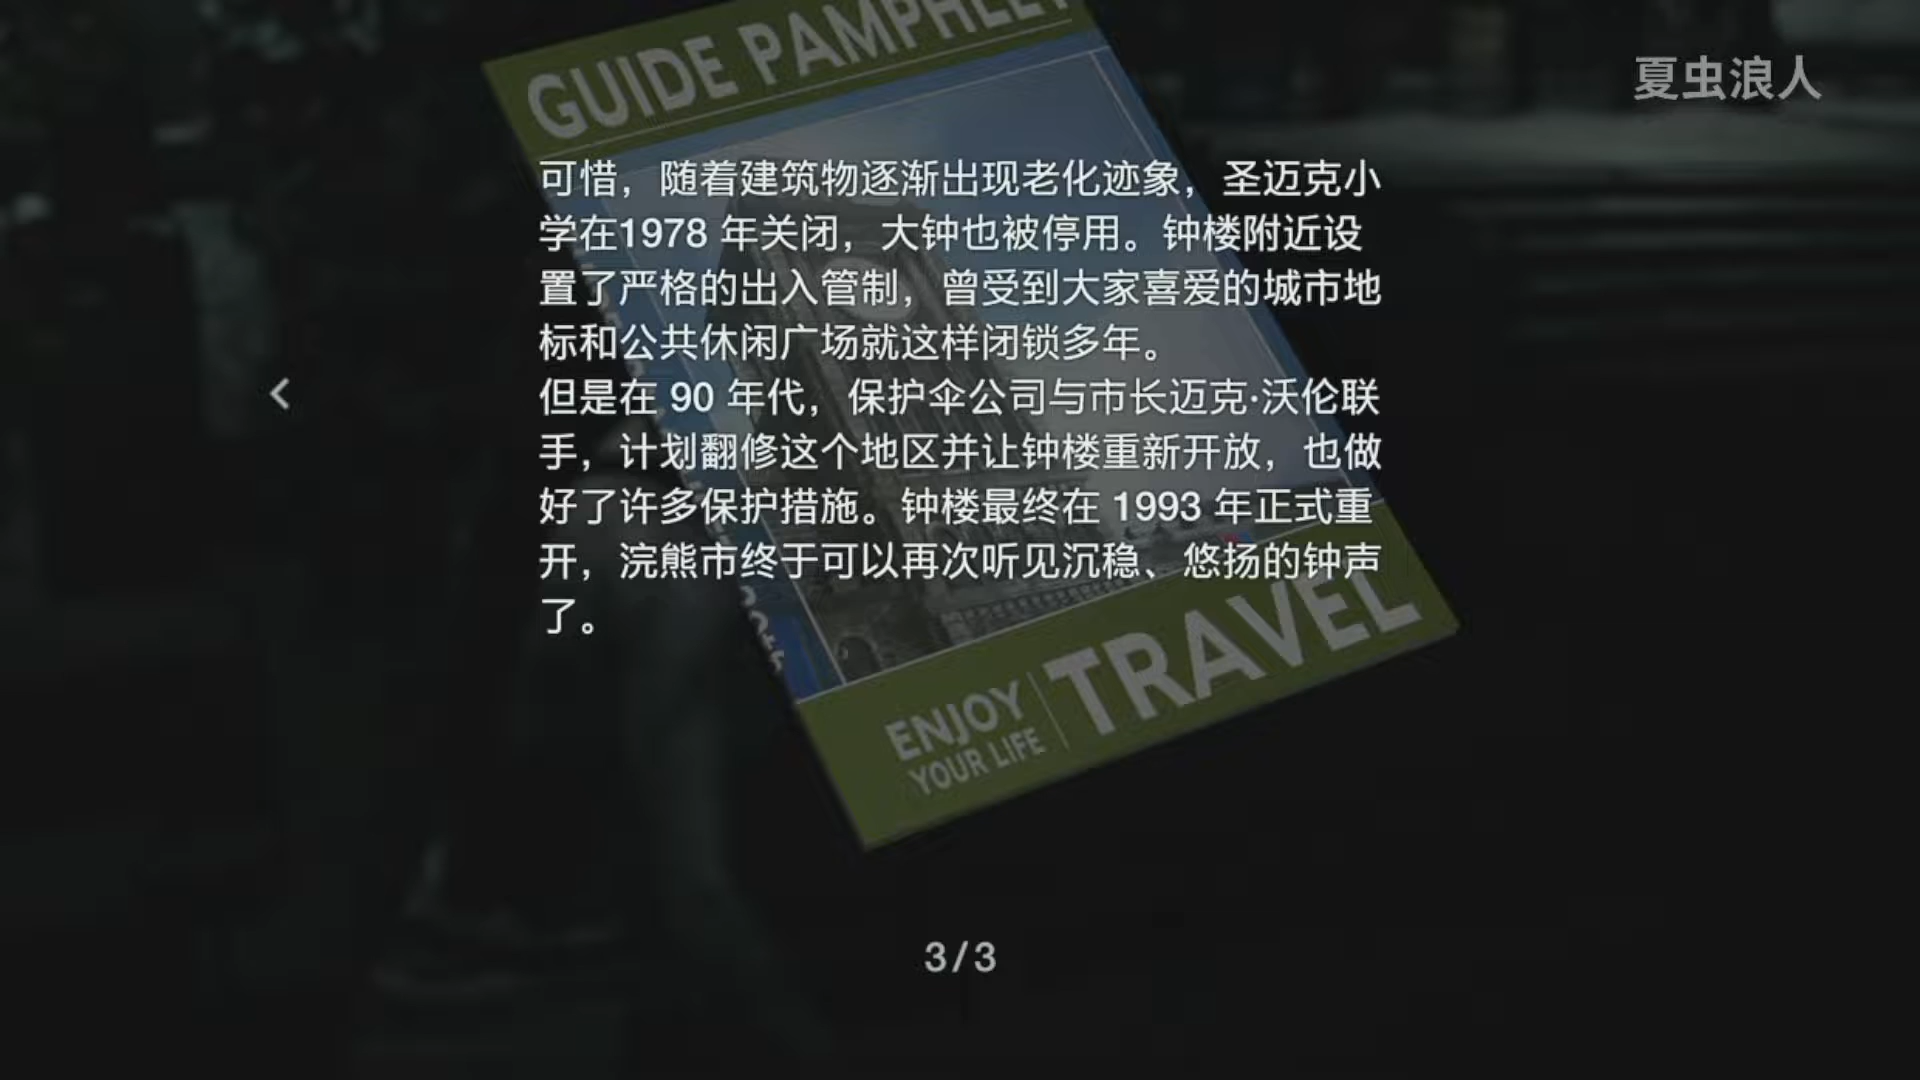 GUIDE PAMPHLET
夏虫浪人
可惜，随着建筑物逐渐出现老化迹象，圣迈克小
学在1978 年关闭，大钟也被停用。钟楼附近设
置了严格的出入管制，曾受到大家喜爱的城市地
标和公共休闲广场就这样闭锁多年。
但是在 90 年代，保护伞公司与市长迈克·沃伦联
手，计划翻修这个地区并让钟楼重新开放，也做
好了许多保护措施。钟楼最终在 1993 年正式重
开，浣熊市终于可以再次听见沉稳、悠扬的钟声
了。
ENJOY
YOUR LIFE
TRAVEL
3/3